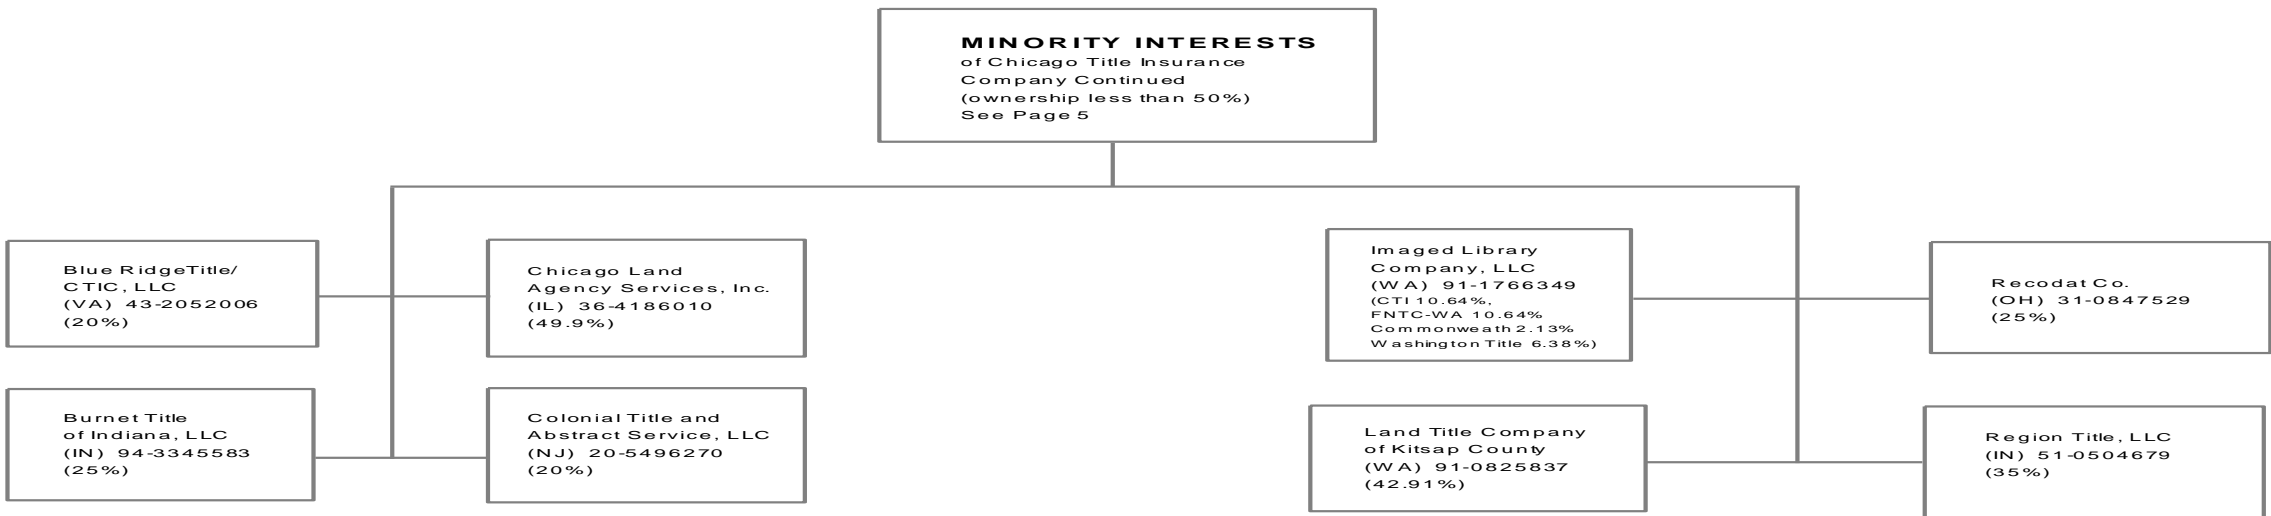 MINORITY INTERESTS
of Chicago Title Insurance
Company Continued
(ownership less than 50%)
See Page 5
Blue RidgeTitle/
CTIC, LLC
(VA) 43-2052006
(20%)
Chicago Land
Agency Services, Inc.
(IL) 36-4186010
(49.9%)
Imaged Library
Company, LLC
(WA) 91-1766349
(CTI 10.64%,
FNTC-WA 10.64%
Commonweath 2.13%
Washington Title 6.38%)
Recodat Co.
(OH) 31-0847529
(25%)
Burnet Title
of Indiana, LLC
(IN) 94-3345583
(25%)
Colonial Title and
Abstract Service, LLC
(NJ) 20-5496270
(20%)
Land Title Company
of Kitsap County
(WA) 91-0825837
(42.91%)
Region Title, LLC
(IN) 51-0504679
(35%)